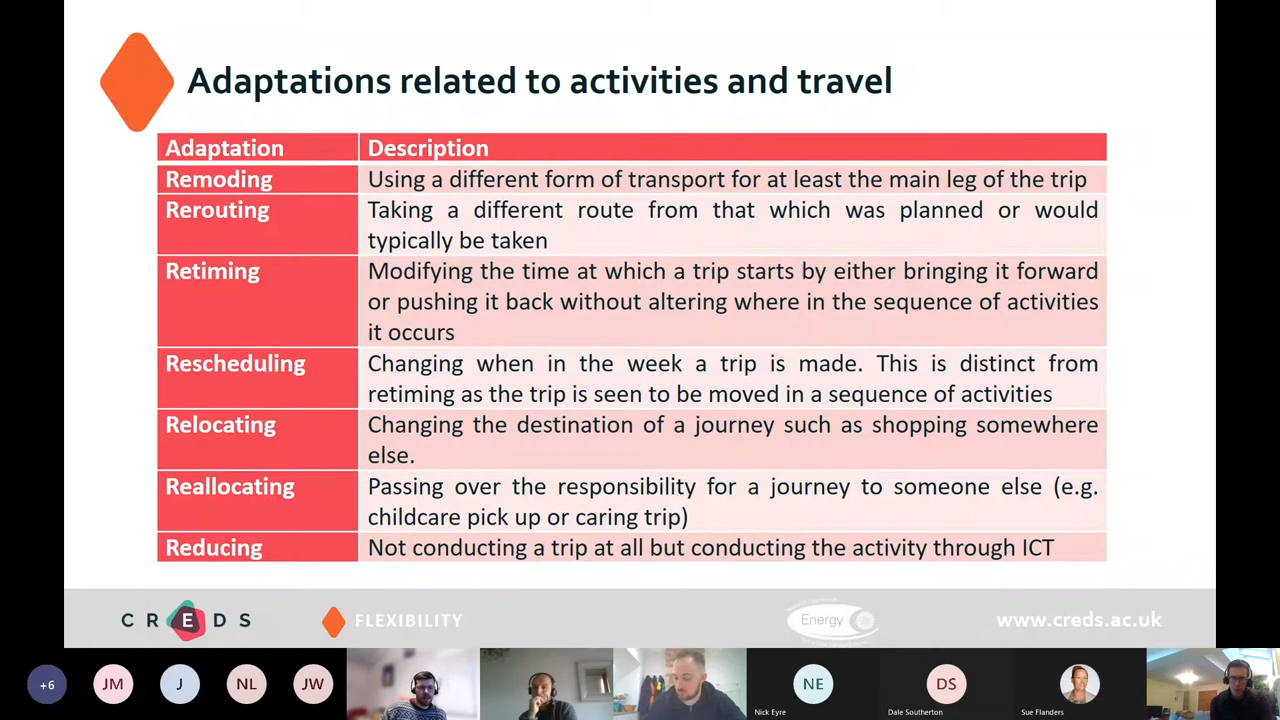 Adaptations related to activities and travel
Adaptation Description
Remoding Using a different form of transport for at least the main leg of the trip
Rerouting Taking a different route from that which was planned or would
typically be taken
Retiming Modifying the time at which a trip starts by either bringing it forward
or pushing it back without altering where in the sequence of activities
it occurs
Rescheduling Changing when in the week a trip is made. This is distinct from
retiming as the trip is seen to be moved in a sequence of activities
Relocating Changing the destination of a journey such as shopping somewhere
else.
Reallocating Passing over the responsibility for a journey to someone else (e.g.
childcare pick up or caring trip)
Reducing Not conducting a trip at all but conducting the activity through ICT
CREDS FLEXIBILITY Energy www.creds.ac.uk
+6 JM J NL JW NE DS
Nick Eyre Dale Southerton Sue Flanders